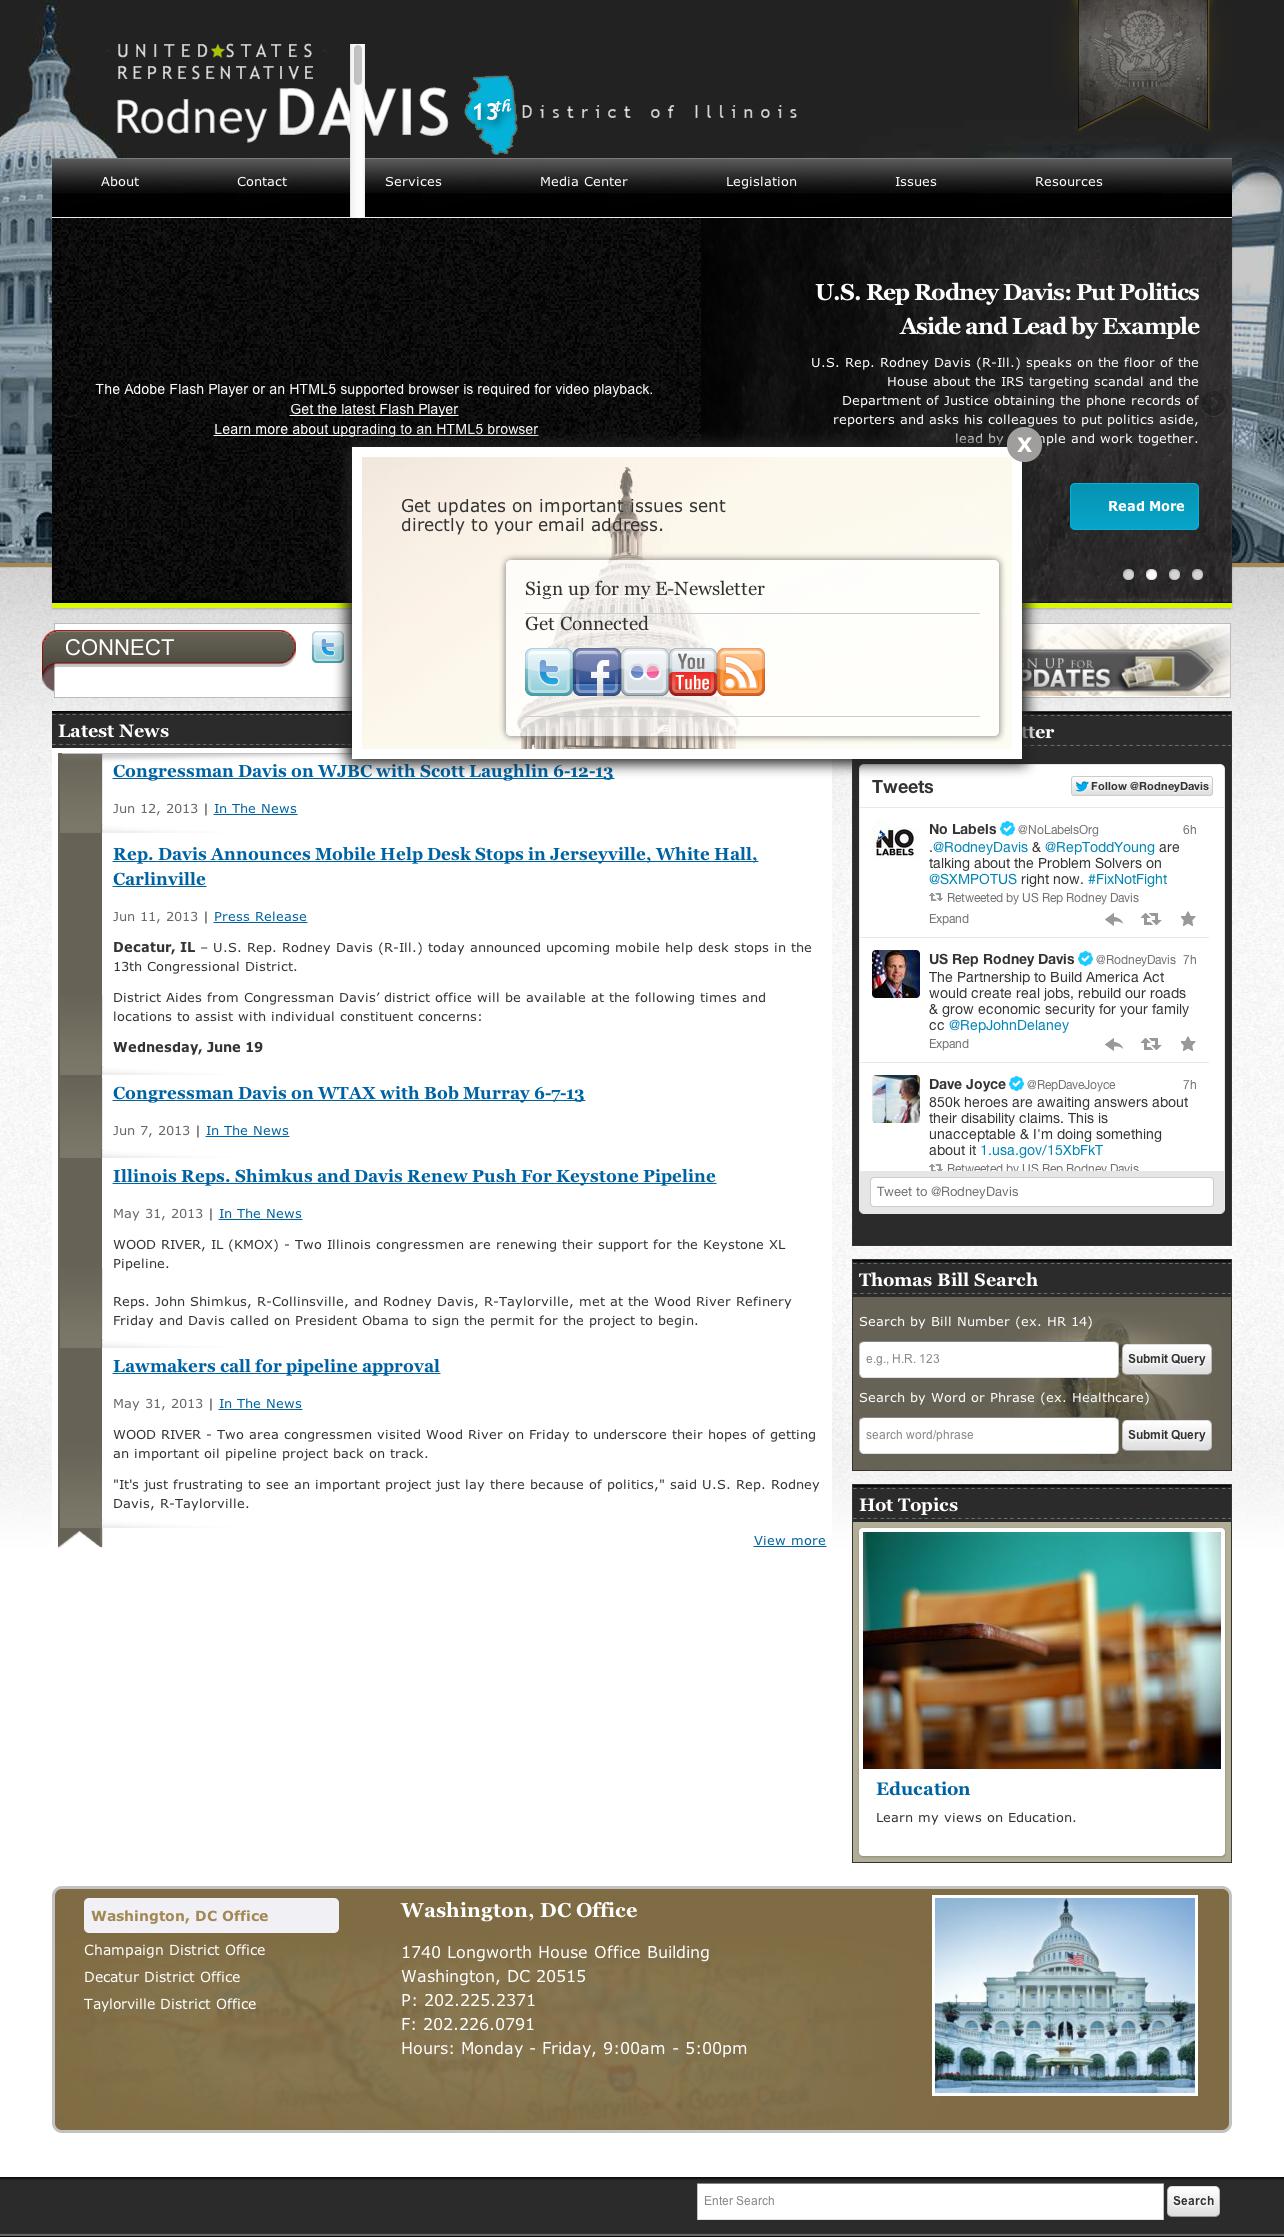 UNITED★STATES
REPRESENTATIVE
Rodney DAVIS
13th
District of Illinois
About
Contact
Services
Media Center
Legislation
Issues
Resources
The Adobe Flash Player or an HTML5 supported browser is required for video playback.
Get the latest Flash Player
Learn more about upgrading to an HTML5 browser
U.S. Rep Rodney Davis: Put Politics
Aside and Lead by Example
U.S. Rep. Rodney Davis (R-Ill.) speaks on the floor of the
House about the IRS targeting scandal and the
Department of Justice obtaining the phone records of
reporters and asks his colleagues to put politics aside,
lead by mple and work together.
Read More
X
Get updates on important issues sent
directly to your email address.
Sign up for my E-Newsletter
Get Connected
You
Tube
CONNECT
N UP FOR
PDATES
Latest News
tter
Congressman Davis on WJBC with Scott Laughlin 6-12-13
Jun 12, 2013 | In The News
Rep. Davis Announces Mobile Help Desk Stops in Jerseyville, White Hall,
Carlinville
Jun 11, 2013 | Press Release
Decatur, IL – U.S. Rep. Rodney Davis (R-Ill.) today announced upcoming mobile help desk stops in the
13th Congressional District.
District Aides from Congressman Davis’ district office will be available at the following times and
locations to assist with individual constituent concerns:
Wednesday, June 19
Congressman Davis on WTAX with Bob Murray 6-7-13
Jun 7, 2013 | In The News
Illinois Reps. Shimkus and Davis Renew Push For Keystone Pipeline
May 31, 2013 | In The News
WOOD RIVER, IL (KMOX) - Two Illinois congressmen are renewing their support for the Keystone XL
Pipeline.
Reps. John Shimkus, R-Collinsville, and Rodney Davis, R-Taylorville, met at the Wood River Refinery
Friday and Davis called on President Obama to sign the permit for the project to begin.
Lawmakers call for pipeline approval
May 31, 2013 | In The News
WOOD RIVER - Two area congressmen visited Wood River on Friday to underscore their hopes of getting
an important oil pipeline project back on track.
"It's just frustrating to see an important project just lay there because of politics," said U.S. Rep. Rodney
Davis, R-Taylorville.
View more
Tweets
Follow @RodneyDavis
NO
LABELS
No Labels @NoLabelsOrg 6h
.@RodneyDavis & @RepToddYoung are
talking about the Problem Solvers on
@SXMPOTUS right now. #FixNotFight
Retweeted by US Rep Rodney Davis
Expand
US Rep Rodney Davis @RodneyDavis 7h
The Partnership to Build America Act
would create real jobs, rebuild our roads
& grow economic security for your family
cc @RepJohnDelaney
Expand
Dave Joyce @RepDaveJoyce 7h
850k heroes are awaiting answers about
their disability claims. This is
unacceptable & I'm doing something
about it 1.usa.gov/15XbFkT
Retweeted by US Rep Rodney Davis
Tweet to @RodneyDavis
Thomas Bill Search
Search by Bill Number (ex. HR 14)
e.g., H.R. 123
Submit Query
Search by Word or Phrase (ex. Healthcare)
search word/phrase
Submit Query
Hot Topics
Education
Learn my views on Education.
Washington, DC Office
Champaign District Office
Decatur District Office
Taylorville District Office
Washington, DC Office
1740 Longworth House Office Building
Washington, DC 20515
P: 202.225.2371
F: 202.226.0791
Hours: Monday - Friday, 9:00am - 5:00pm
Summerville
Goose Creek
North Charleston
Enter Search
Search